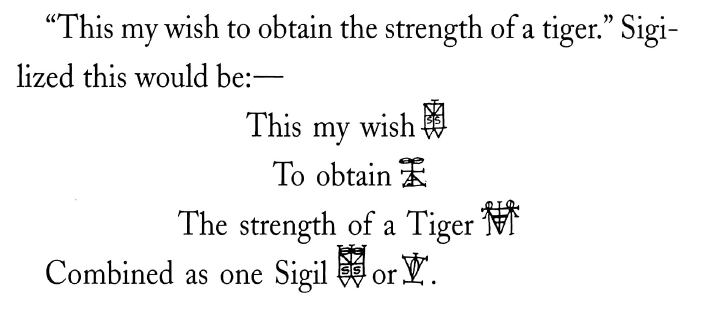 “This my wish to obtain the strength of a tiger.” Sigi-
lized this would be:—
This my wish
To obtain
The strength of a Tiger
Combined as one Sigil or .